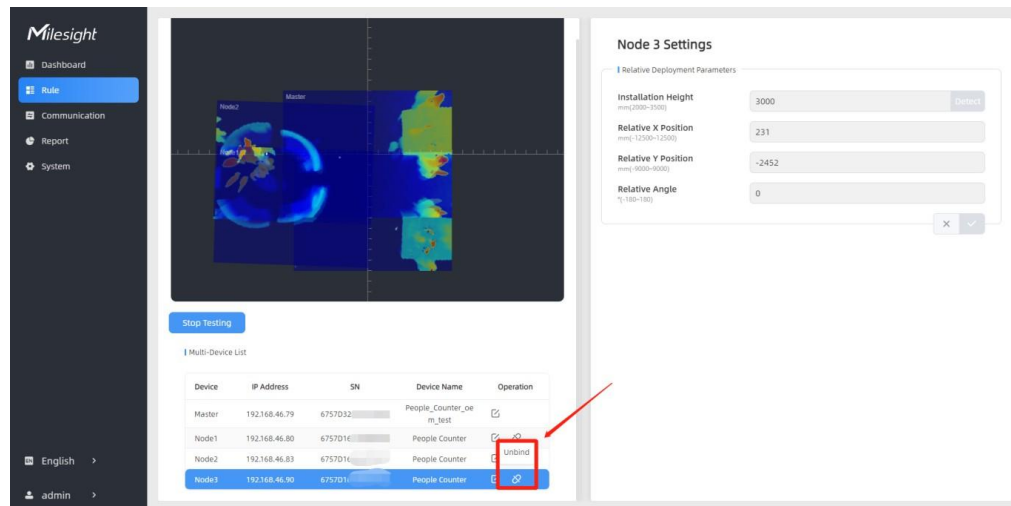 Milesight
Dashboard
Rule
Communication
Report
System
English >
admin >
Master
Node2
Stop Testing
Multi-Device List
Device IP Address SN Device Name Operation
Master 192.168.46.79 6757D32 People_Counter_oe
m_test
Node1 192.168.46.80 6757D16 People Counter
Node2 192.168.46.83 6757D16 People Counter
Unbind
Node3 192.168.46.90 People Counter
Node 3 Settings
Relative Deployment Parameters
Installation Height
mm(2000~3500)
3000 Detect
Relative X Position
mm(-12500~12500)
231
Relative Y Position
mm(-9000~9000)
-2452
Relative Angle
°(-180~180)
0